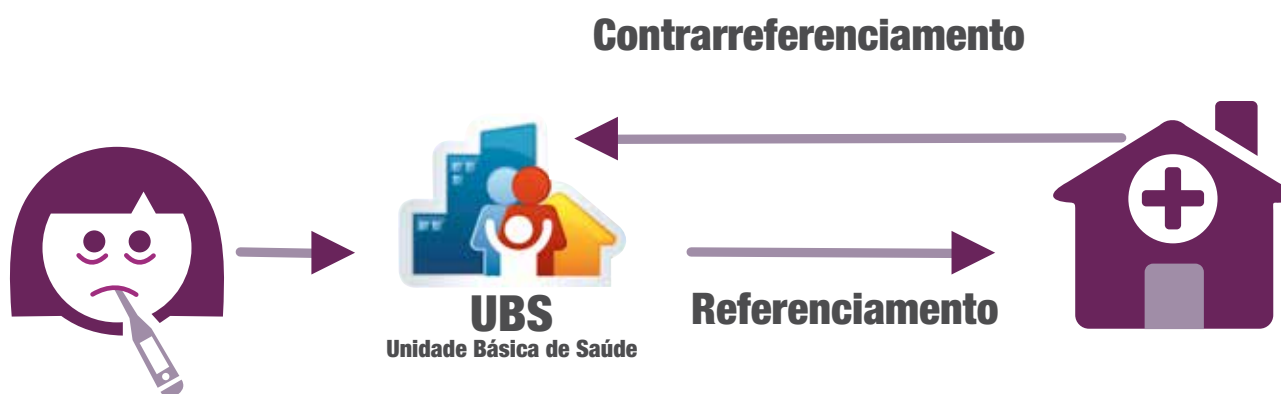 Contrarreferenciamento
UBS
Unidade Básica de Saúde
Referenciamento